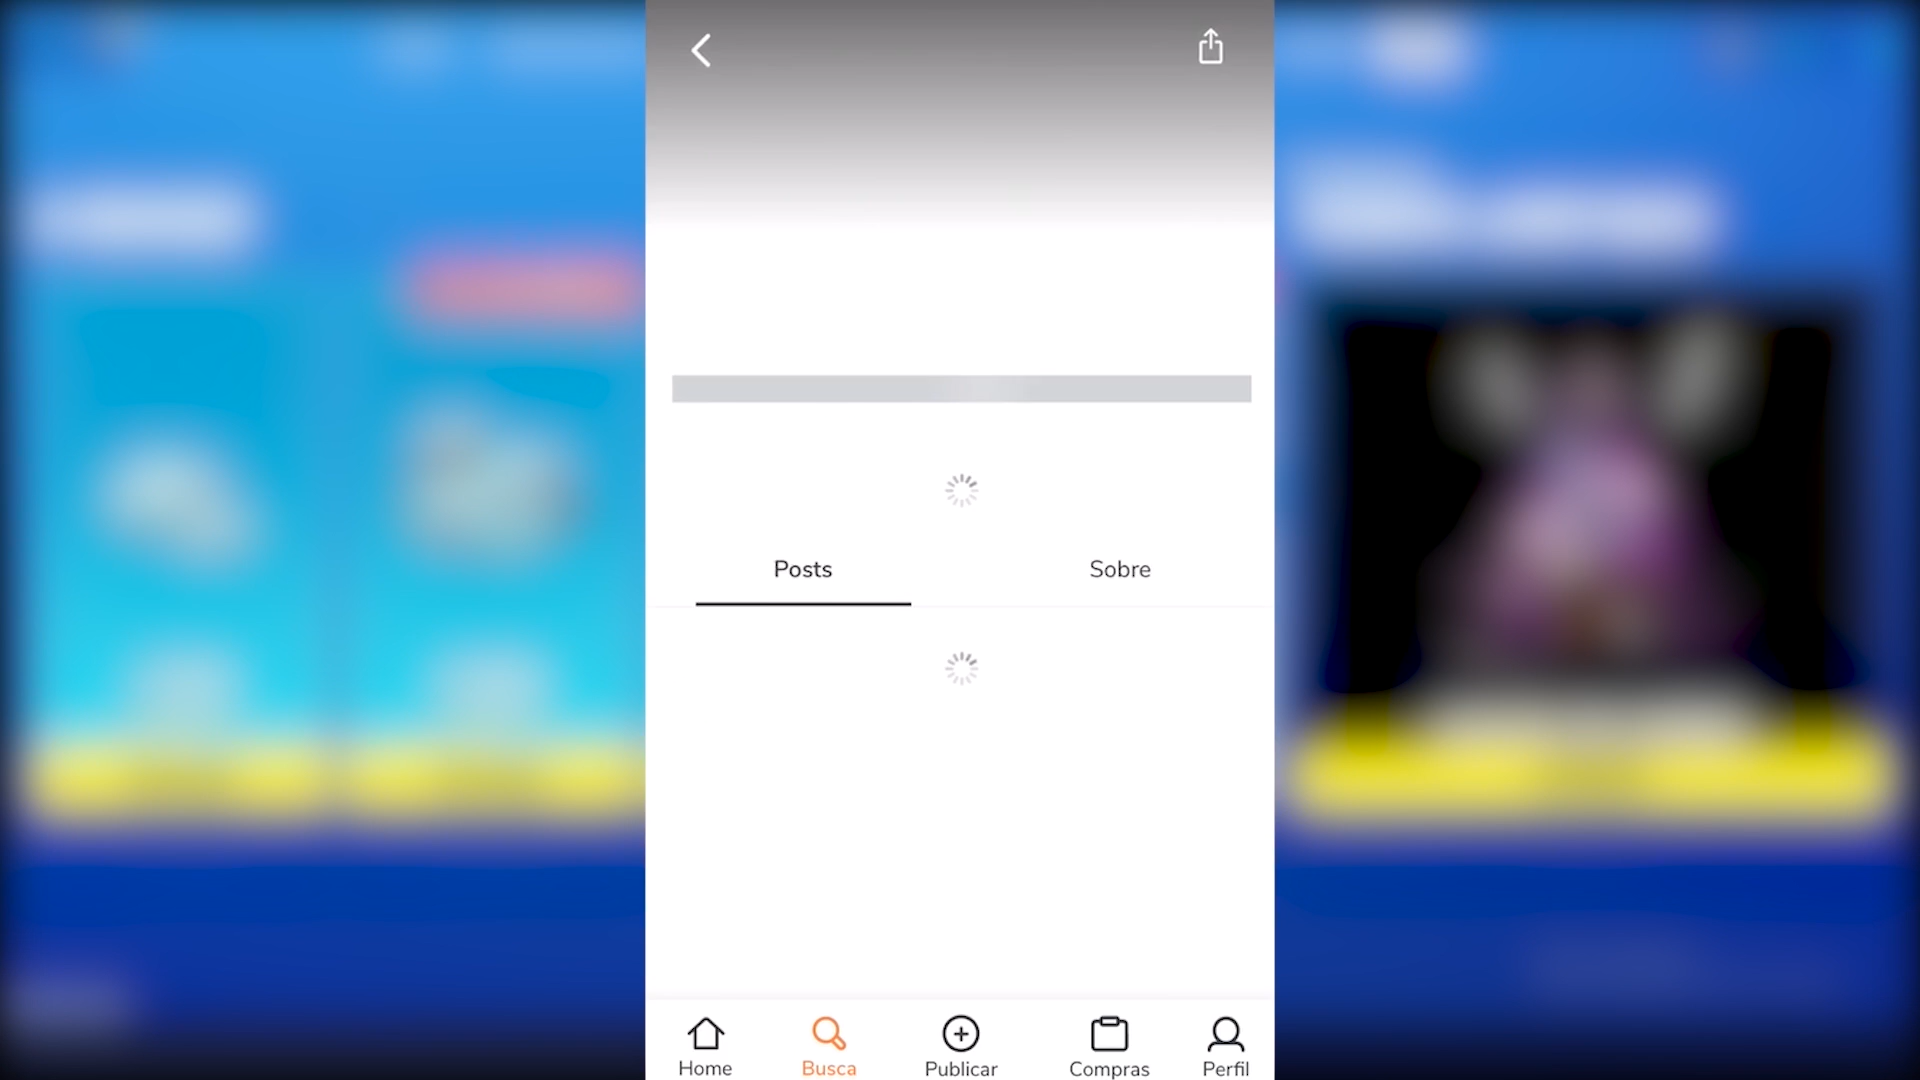 Posts
Sobre
Home
Busca
Publicar
Compras
Perfil